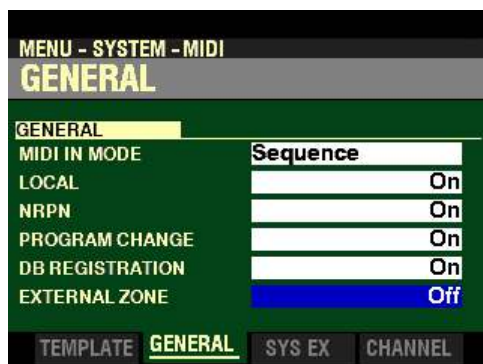 MENU - SYSTEM - MIDI
GENERAL
GENERAL
MIDI IN MODE Sequence
LOCAL On
NRPN On
PROGRAM CHANGE On
DB REGISTRATION On
EXTERNAL ZONE Off
TEMPLATE GENERAL SYS EX CHANNEL